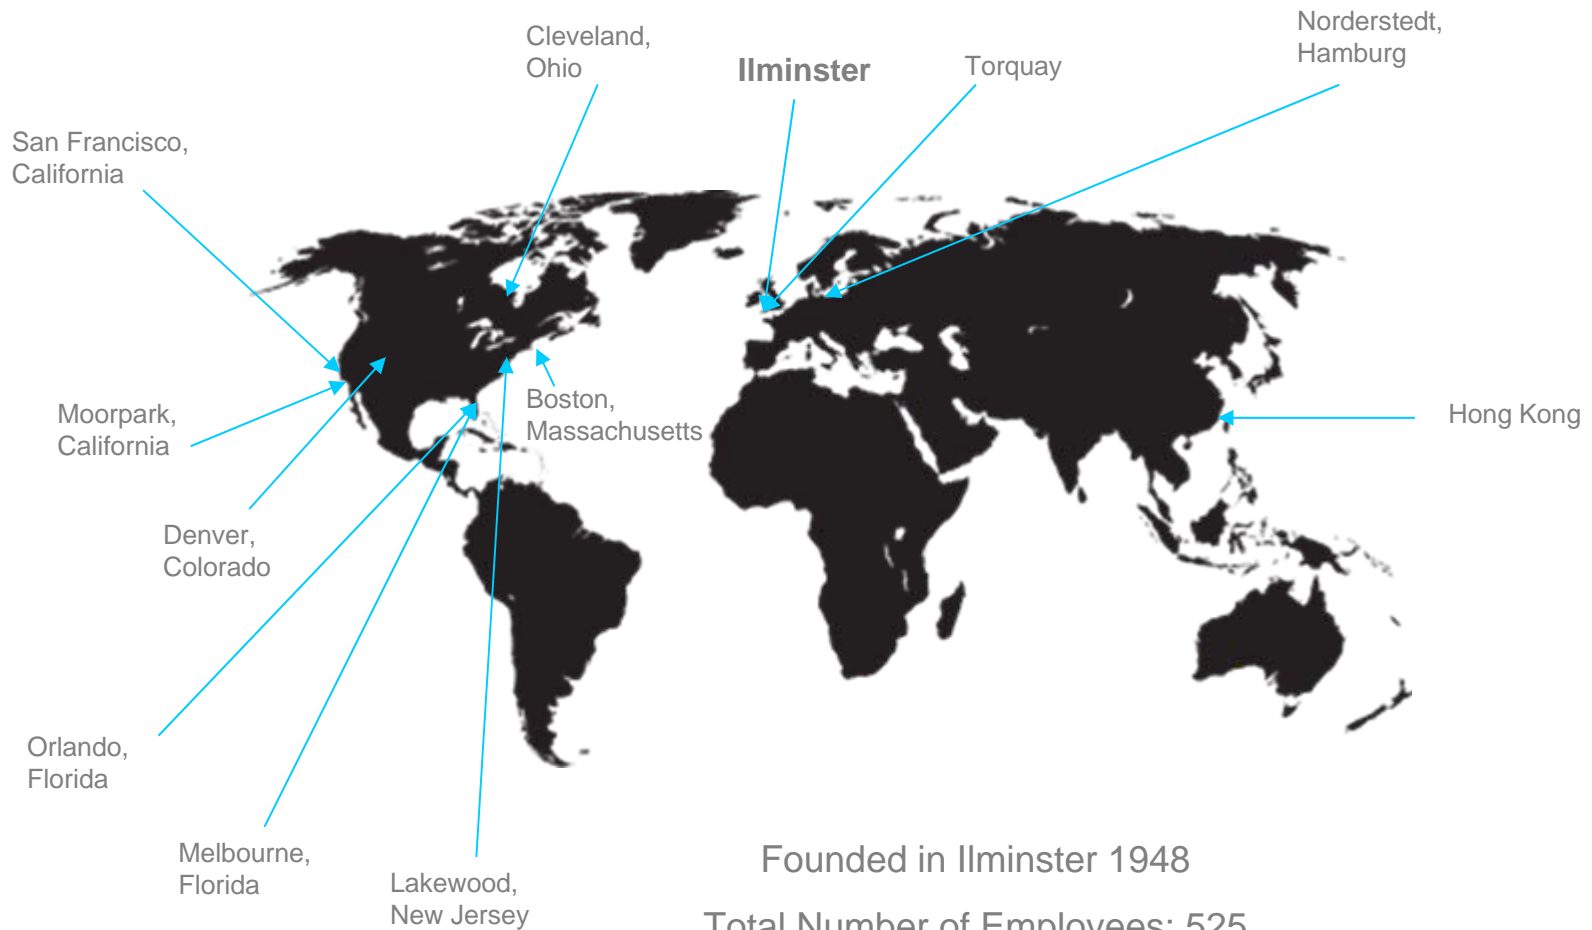 Cleveland,
Ohio
Ilminster
Torquay
Norderstedt,
Hamburg
San Francisco,
California
Moorpark,
California
Boston,
Massachusetts
Hong Kong
Denver,
Colorado
Orlando,
Florida
Melbourne,
Florida
Lakewood,
New Jersey
Founded in Ilminster 1948
Total Number of Employees: 525